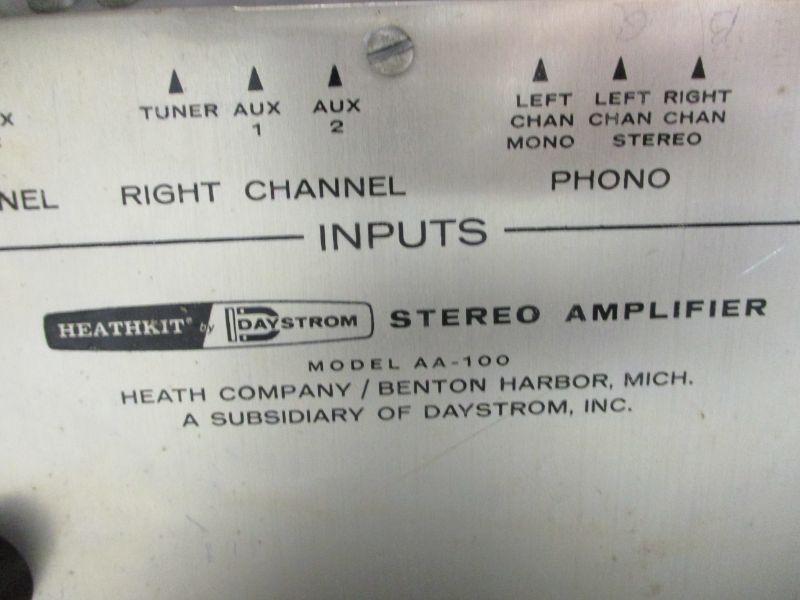 TUNER AUX 1 AUX 2
LEFT CHAN MONO LEFT CHAN RIGHT CHAN STEREO
NEL RIGHT CHANNEL PHONO
INPUTS
HEATHKIT® by DAYSTROM STEREO AMPLIFIER
MODEL AA-100
HEATH COMPANY / BENTON HARBOR, MICH.
A SUBSIDIARY OF DAYSTROM, INC.